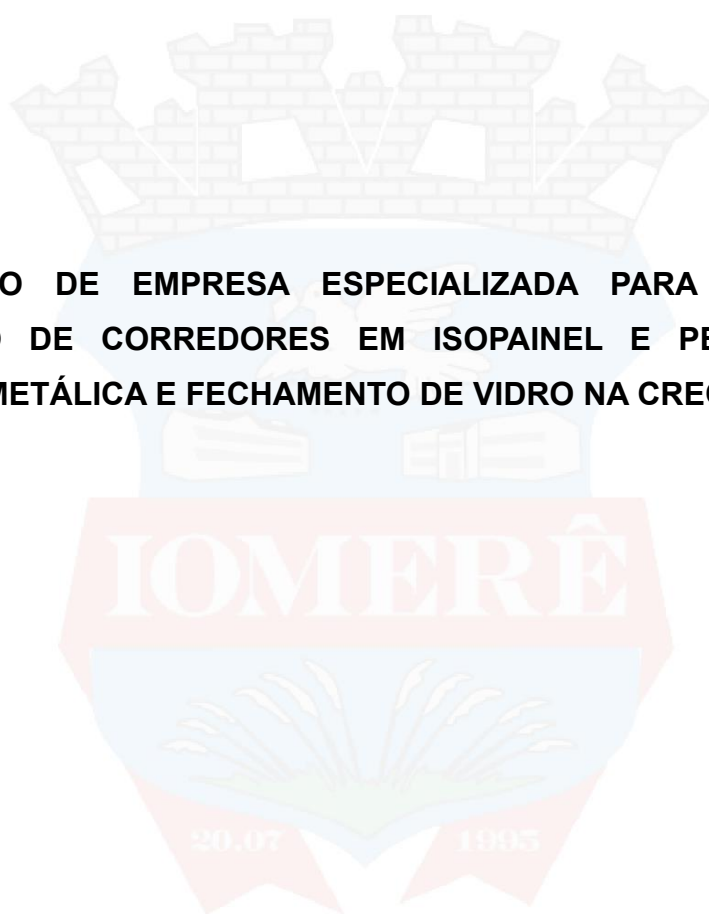 O DE EMPRESA ESPECIALIZADA PARA
DE CORREDORES EM ISOPAINEL E PE
METÁLICA E FECHAMENTO DE VIDRO NA CREC
IOMERÊ
20.07 1995